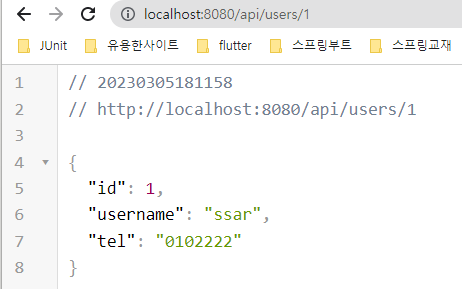 localhost:8080/api/users/1
JUnit 유용한사이트 flutter 스프링부트 스프링교재
1 // 20230305181158
2 // http://localhost:8080/api/users/1
3
4 {
5 "id": 1,
6 "username": "ssar",
7 "tel": "0102222"
8 }